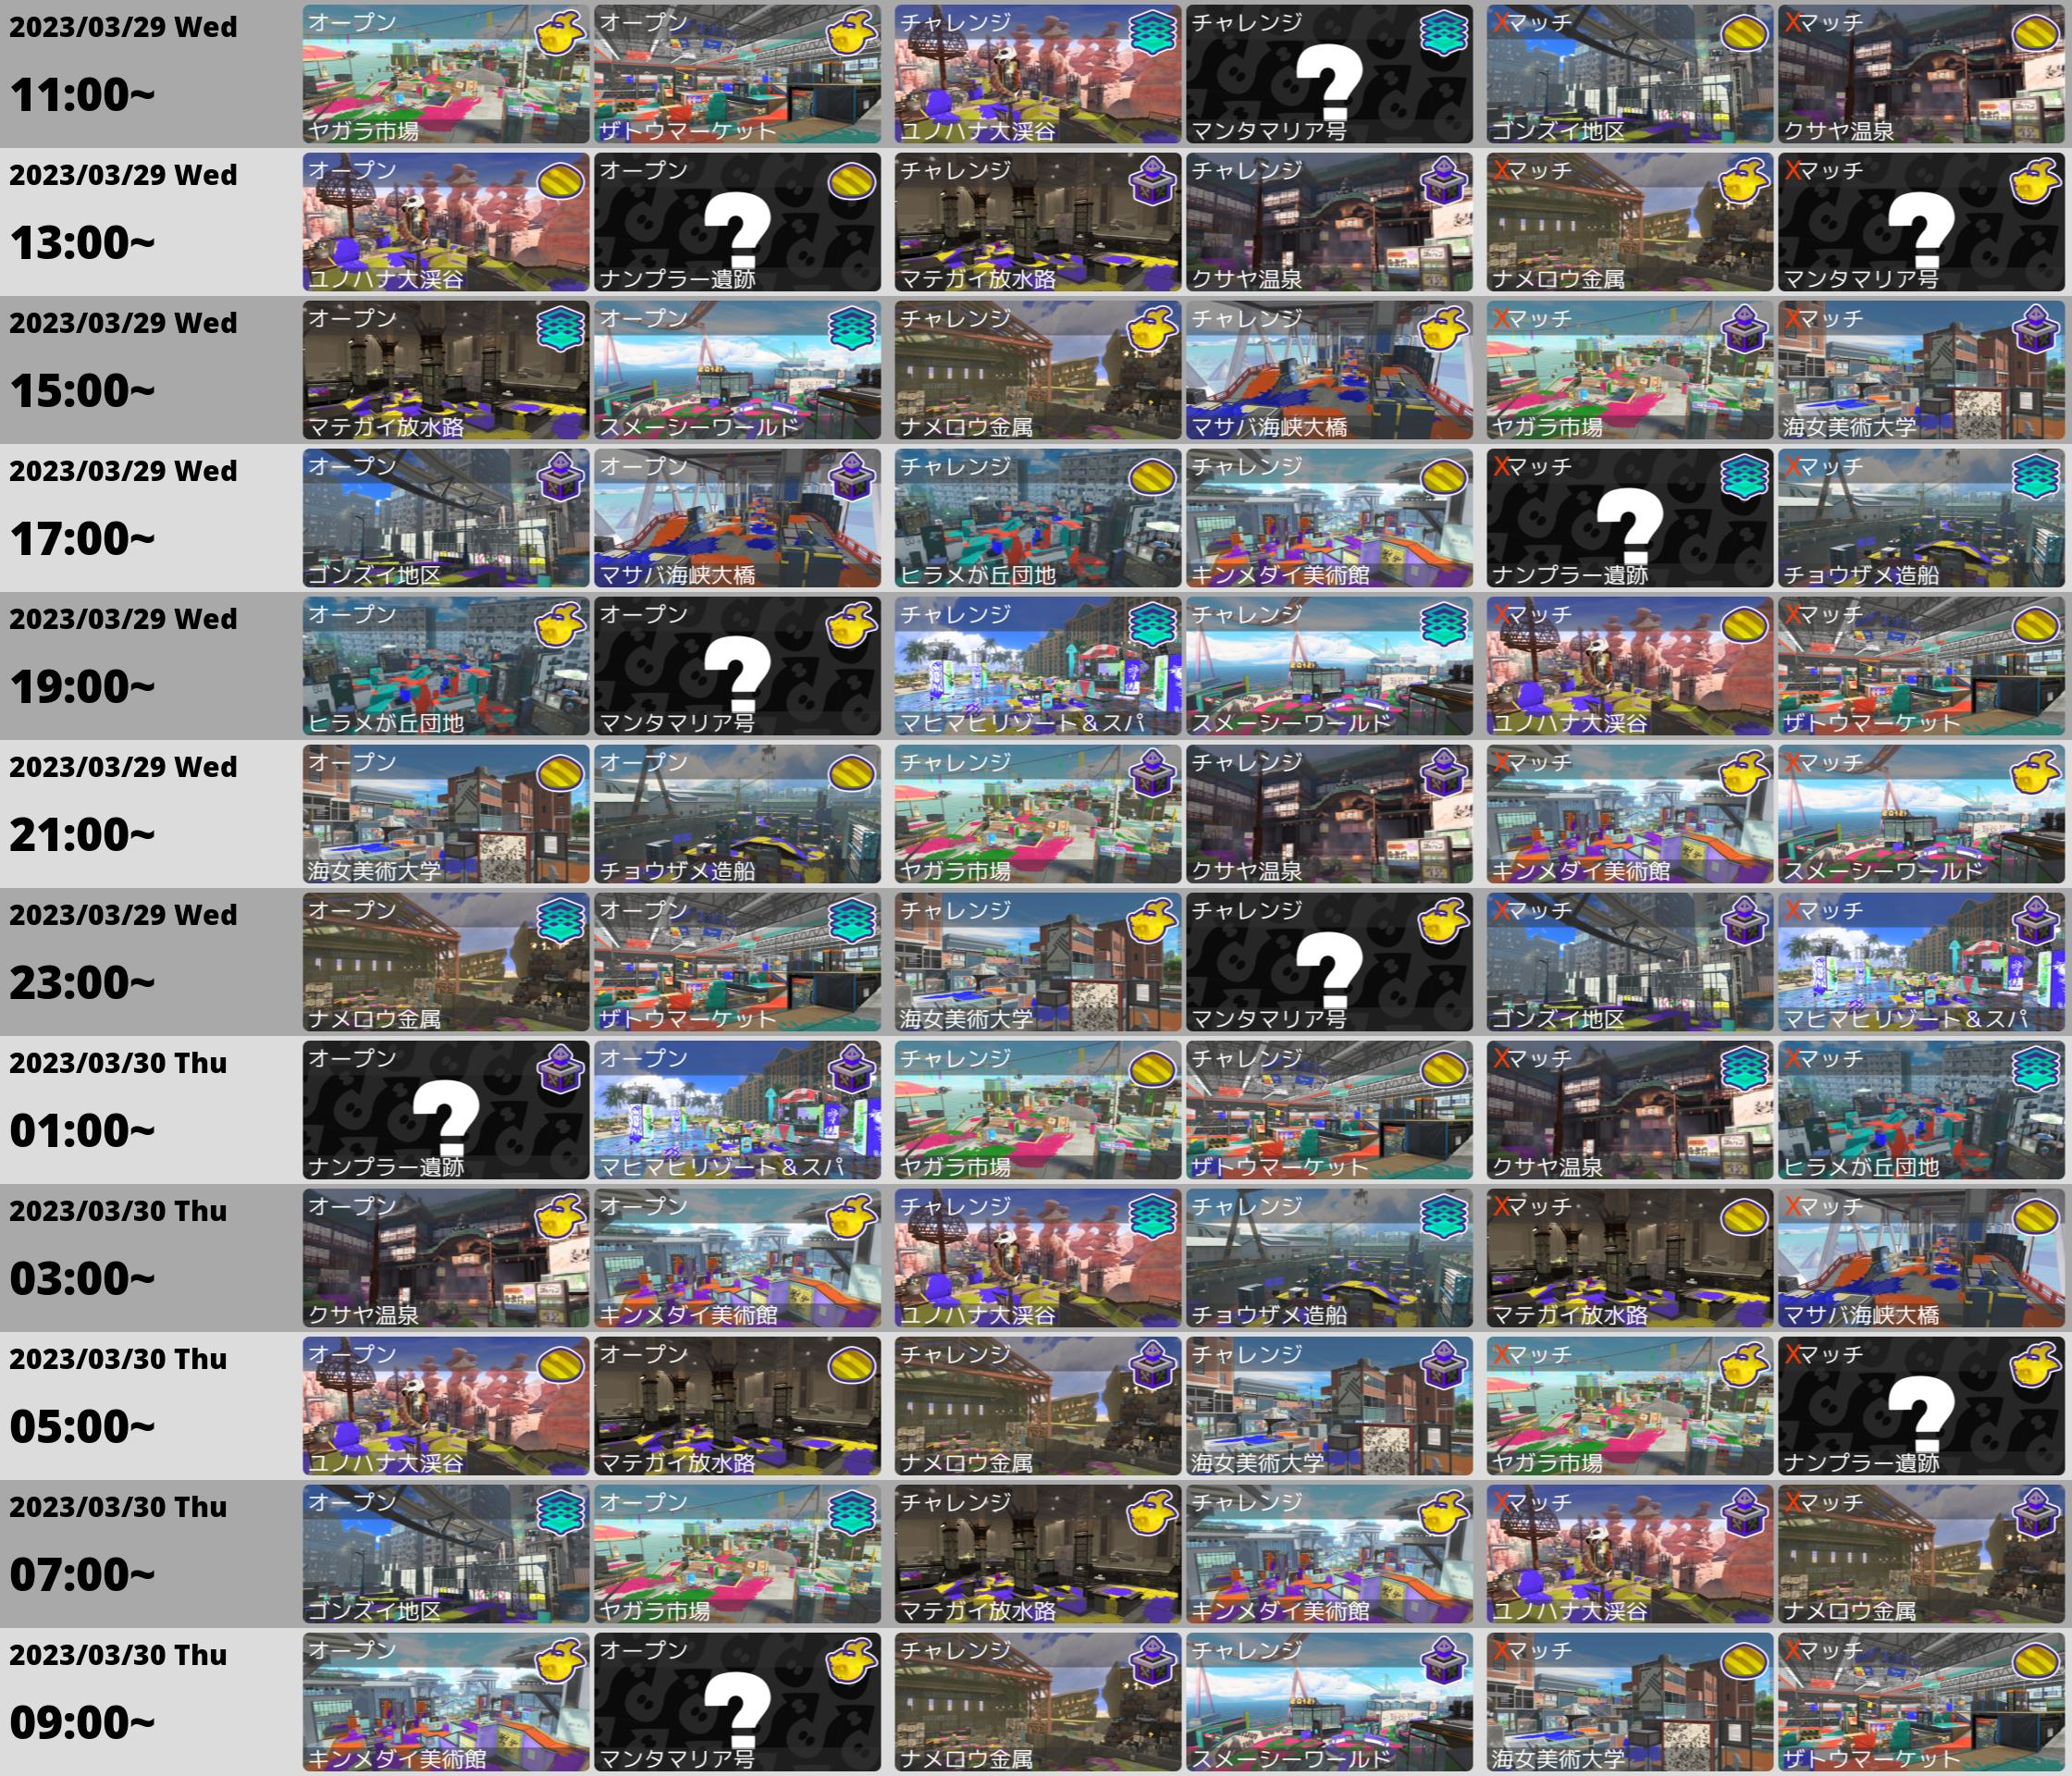 2023/03/29 Wed
11:00~
オープン オープン チャレンジ チャレンジ Xマッチ Xマッチ
ヤガラ市場 ザトウマーケット ユノハナ大渓谷 マンタマリア号 ゴンズイ地区 クサヤ温泉
2023/03/29 Wed
13:00~
オープン オープン チャレンジ チャレンジ Xマッチ Xマッチ
ユノハナ大渓谷 ナンプラー遺跡 マテガイ放水路 クサヤ温泉 ナメロウ金属 マンタマリア号
2023/03/29 Wed
15:00~
オープン オープン チャレンジ チャレンジ Xマッチ Xマッチ
マテガイ放水路 スメーシーワールド ナメロウ金属 マサバ海峡大橋 ヤガラ市場 海女美術大学
2023/03/29 Wed
17:00~
オープン オープン チャレンジ チャレンジ Xマッチ Xマッチ
ゴンズイ地区 マサバ海峡大橋 ヒラメが丘団地 キンメダイ美術館 ナンプラー遺跡 チョウザメ造船
2023/03/29 Wed
19:00~
オープン オープン チャレンジ チャレンジ Xマッチ Xマッチ
ヒラメが丘団地 マンタマリア号 マヒマヒリゾート&スパ スメーシーワールド ユノハナ大渓谷 ザトウマーケット
2023/03/29 Wed
21:00~
オープン オープン チャレンジ チャレンジ Xマッチ Xマッチ
海女美術大学 チョウザメ造船 ヤガラ市場 クサヤ温泉 キンメダイ美術館 スメーシーワールド
2023/03/29 Wed
23:00~
オープン オープン チャレンジ チャレンジ Xマッチ Xマッチ
ナメロウ金属 ザトウマーケット 海女美術大学 マンタマリア号 ゴンズイ地区 マヒマヒリゾート&スパ
2023/03/30 Thu
01:00~
オープン オープン チャレンジ チャレンジ Xマッチ Xマッチ
ナンプラー遺跡 マヒマヒリゾート&スパ ヤガラ市場 ザトウマーケット クサヤ温泉 ヒラメが丘団地
2023/03/30 Thu
03:00~
オープン オープン チャレンジ チャレンジ Xマッチ Xマッチ
クサヤ温泉 キンメダイ美術館 ユノハナ大渓谷 チョウザメ造船 マテガイ放水路 マサバ海峡大橋
2023/03/30 Thu
05:00~
オープン オープン チャレンジ チャレンジ Xマッチ Xマッチ
ユノハナ大渓谷 マテガイ放水路 ナメロウ金属 海女美術大学 ヤガラ市場 ナンプラー遺跡
2023/03/30 Thu
07:00~
オープン オープン チャレンジ チャレンジ Xマッチ Xマッチ
ゴンズイ地区 ヤガラ市場 マテガイ放水路 キンメダイ美術館 ユノハナ大渓谷 ナメロウ金属
2023/03/30 Thu
09:00~
オープン オープン チャレンジ チャレンジ Xマッチ Xマッチ
キンメダイ美術館 マンタマリア号 ナメロウ金属 スメーシーワールド 海女美術大学 ザトウマーケット